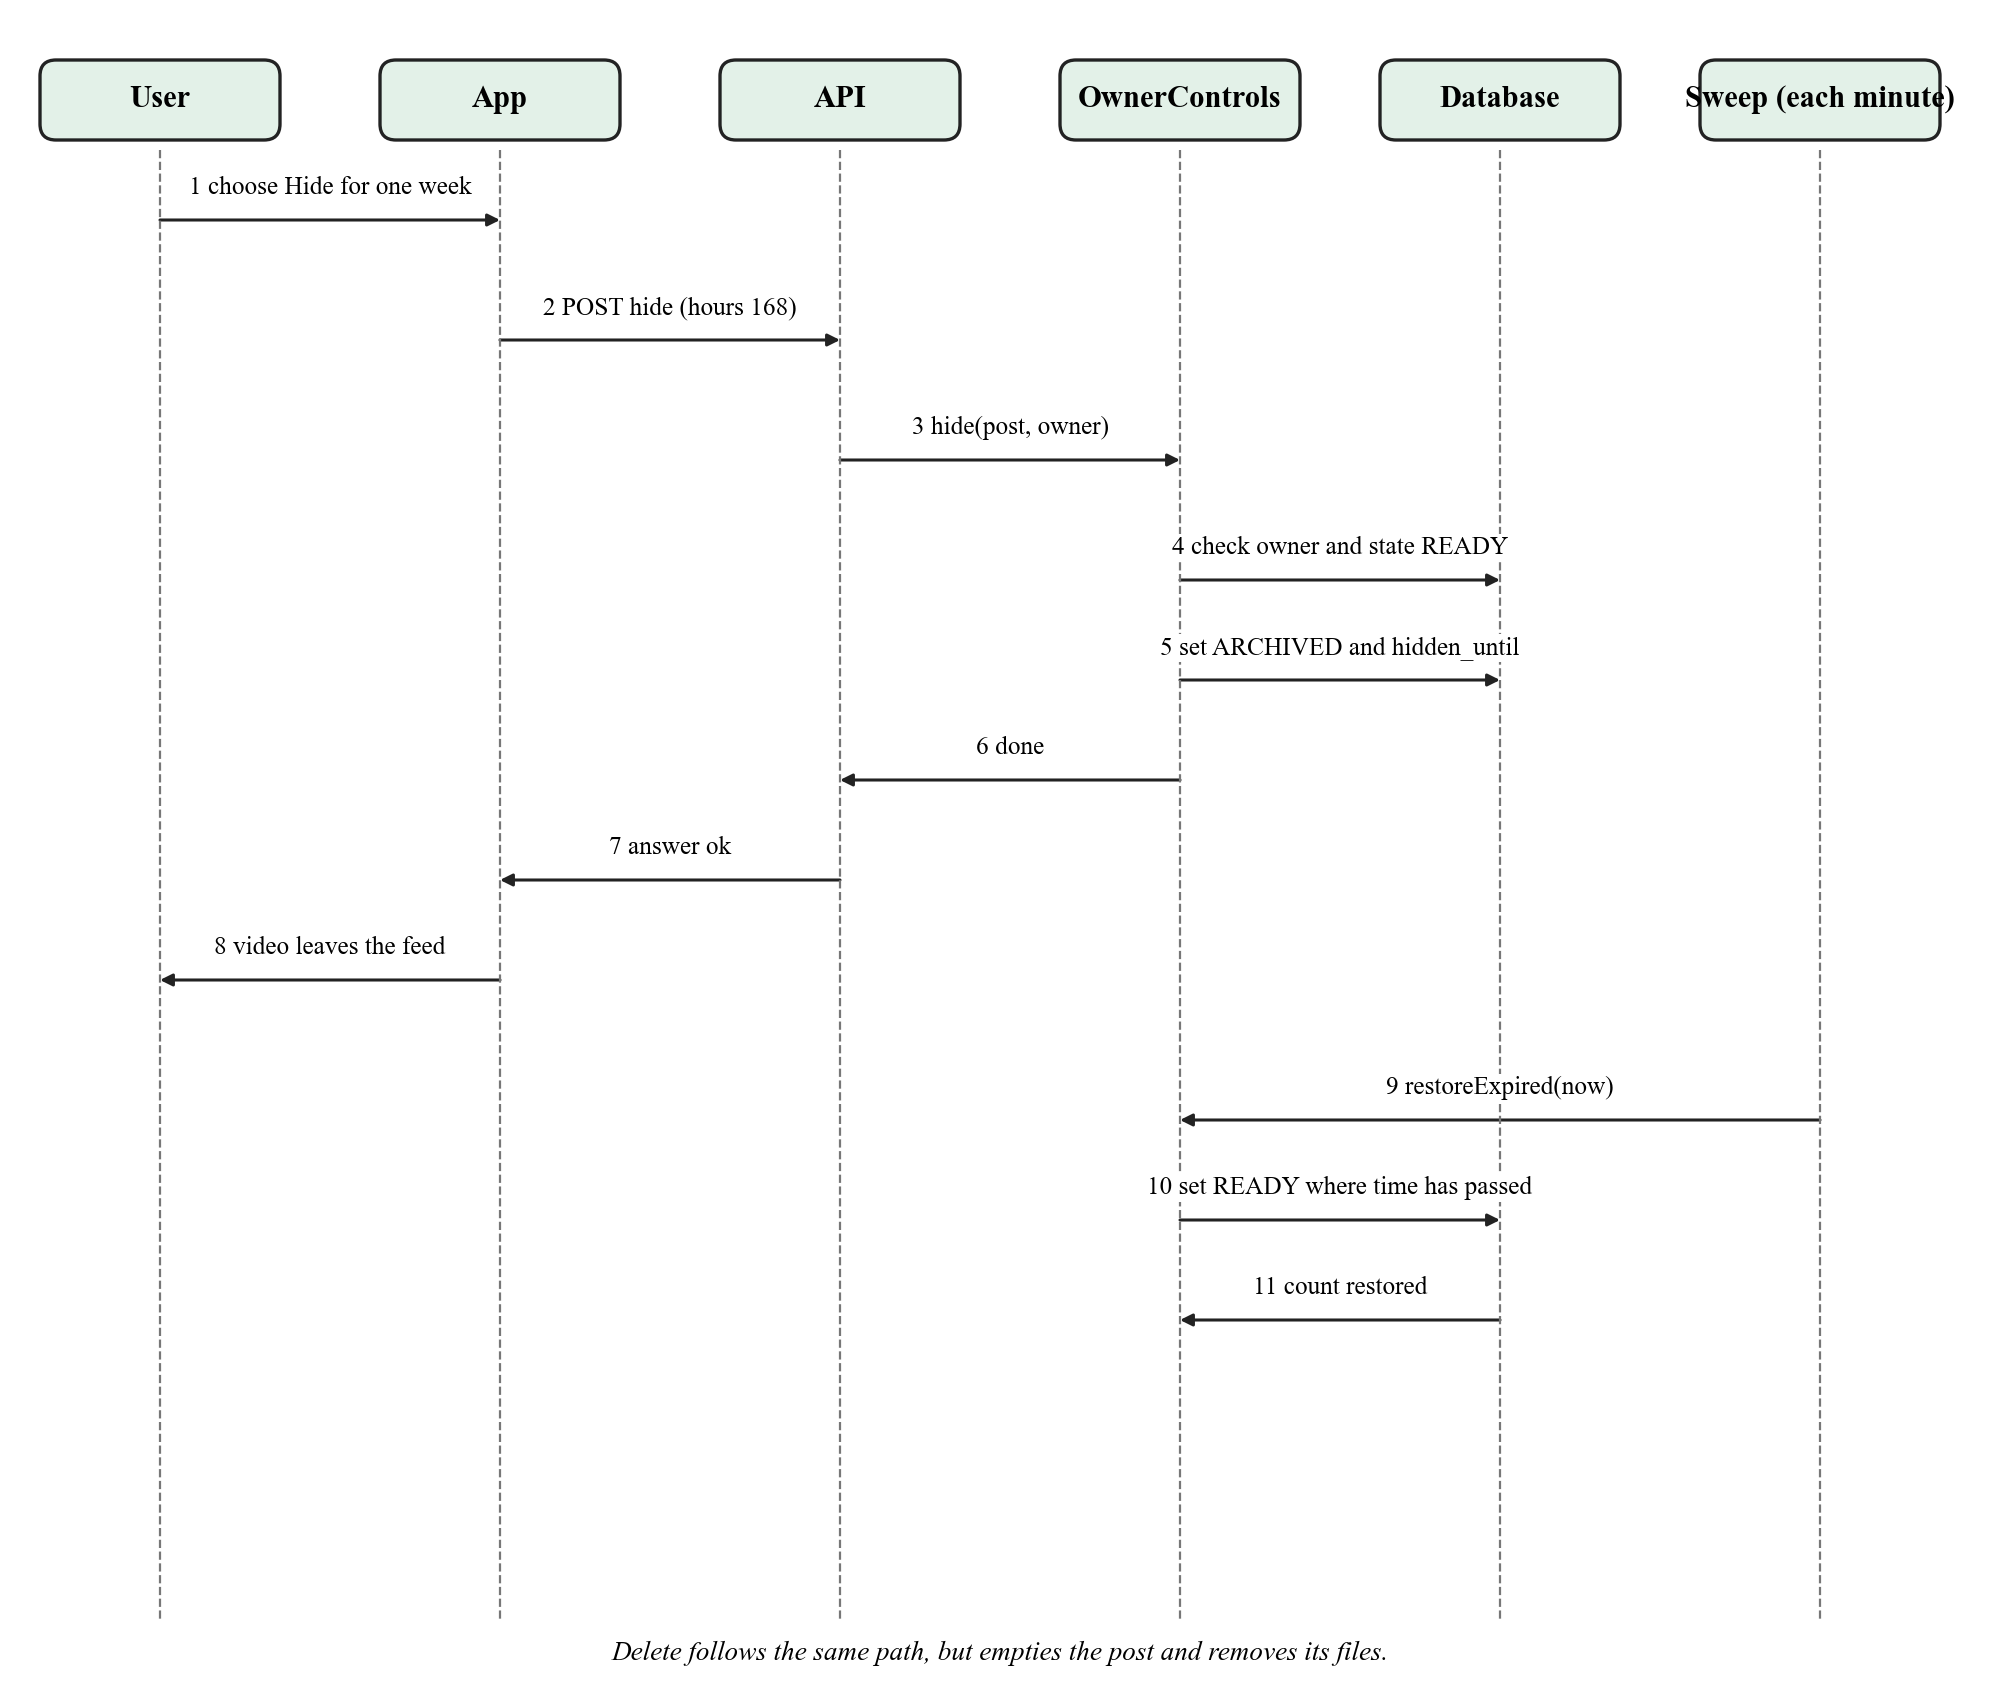 User
App
API
OwnerControls
Database
Sweep (each minute)
1 choose Hide for one week
2 POST hide (hours 168)
3 hide(post, owner)
4 check owner and state READY
5 set ARCHIVED and hidden_until
6 done
7 answer ok
8 video leaves the feed
9 restoreExpired(now)
10 set READY where time has passed
11 count restored
Delete follows the same path, but empties the post and removes its files.